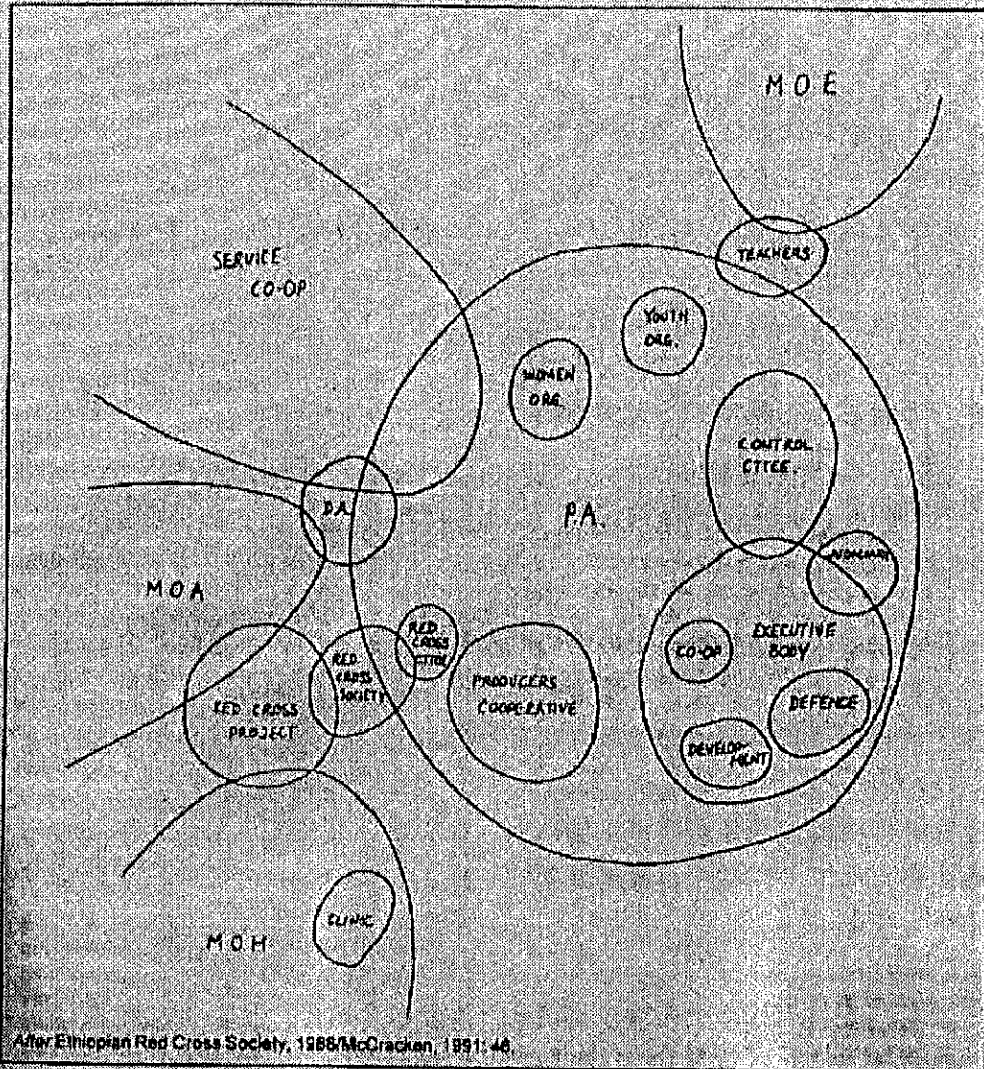 MOE
SERVICE
CO-OP
TEACHERS
YOUTH
ORG.
WOMEN
ORG.
CONTROL
CTTEE.
D.A.
P.A.
MOA
EXECUTIVE
BODY
CO-OP
DEFENCE
DEVELOP-
MENT
RED
CROSS
CTTEE
RED
CROSS
SOCIETY
RED CROSS
PROJECT
PRODUCERS
COOPERATIVE
CLINIC
MOH
After Ethiopian Red Cross Society, 1988/McCracken, 1991: 46.